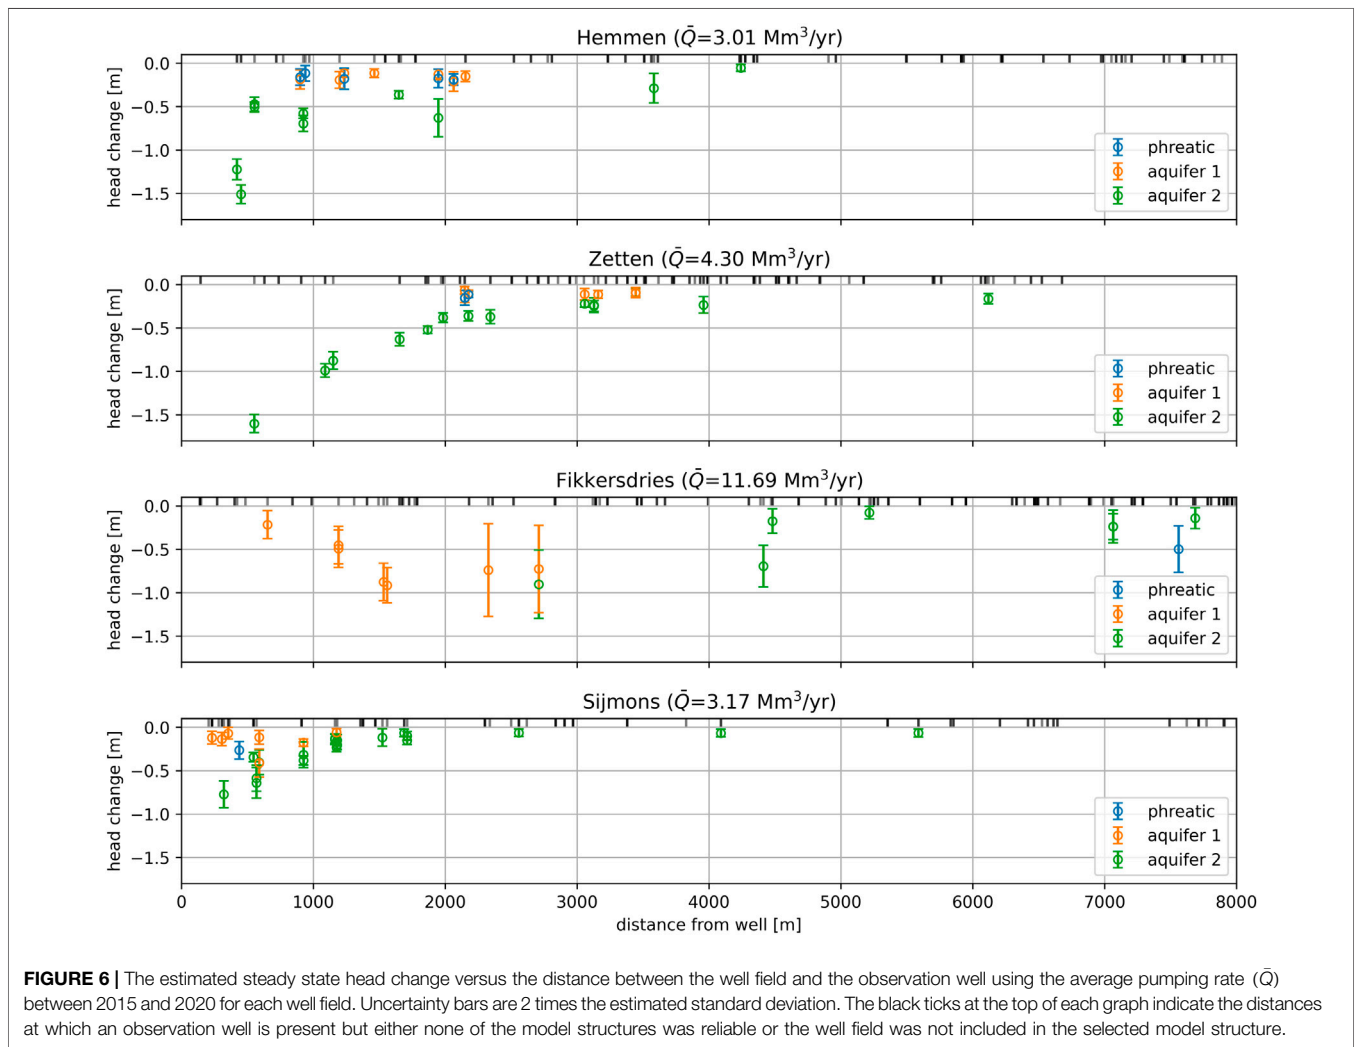 Hemmen (Q̄=3.01 Mm³/yr)
head change [m]
0.0
−0.5
−1.0
−1.5
phreatic
aquifer 1
aquifer 2
Zetten (Q̄=4.30 Mm³/yr)
head change [m]
0.0
−0.5
−1.0
−1.5
phreatic
aquifer 1
aquifer 2
Fikkersdries (Q̄=11.69 Mm³/yr)
head change [m]
0.0
−0.5
−1.0
−1.5
phreatic
aquifer 1
aquifer 2
Sijmons (Q̄=3.17 Mm³/yr)
head change [m]
0.0
−0.5
−1.0
−1.5
phreatic
aquifer 1
aquifer 2
0 1000 2000 3000 4000 5000 6000 7000 8000
distance from well [m]
FIGURE 6 | The estimated steady state head change versus the distance between the well field and the observation well using the average pumping rate (Q̄)
between 2015 and 2020 for each well field. Uncertainty bars are 2 times the estimated standard deviation. The black ticks at the top of each graph indicate the distances
at which an observation well is present but either none of the model structures was reliable or the well field was not included in the selected model structure.